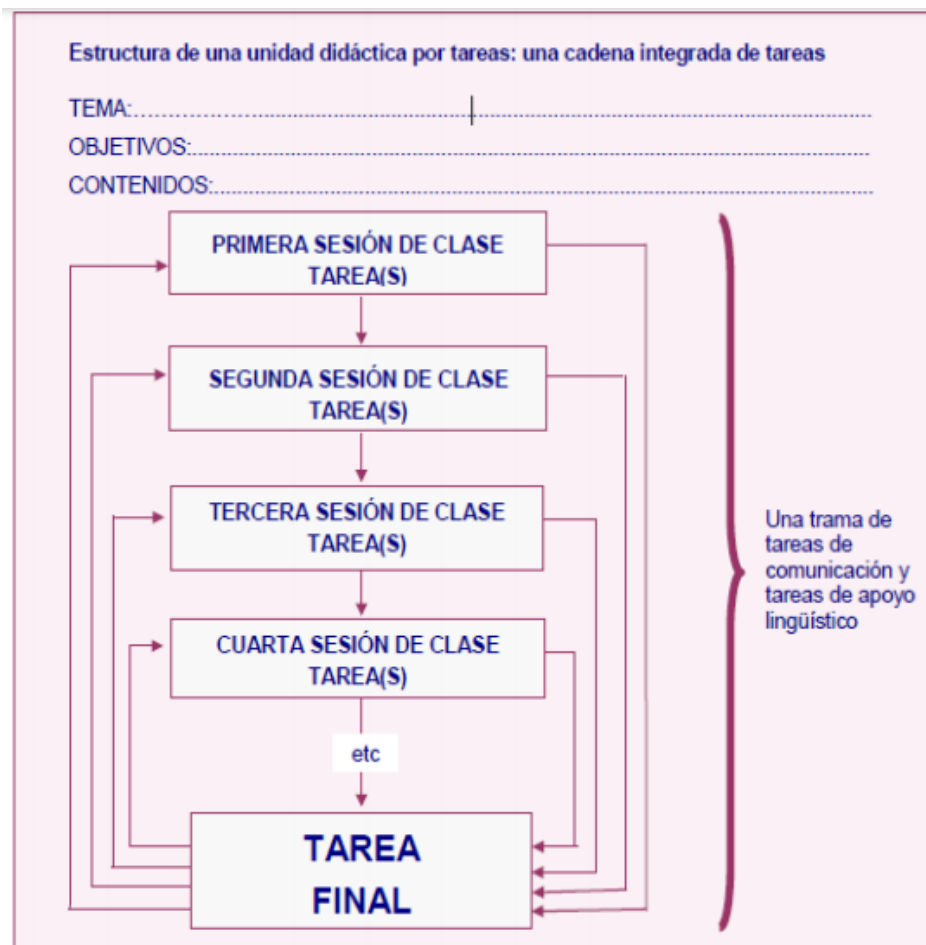 Estructura de una unidad didáctica por tareas: una cadena integrada de tareas
TEMA:..................................................
OBJETIVOS:..................................................
CONTENIDOS:..................................................
PRIMERA SESIÓN DE CLASE
TAREA(S)
SEGUNDA SESIÓN DE CLASE
TAREA(S)
TERCERA SESIÓN DE CLASE
TAREA(S)
CUARTA SESIÓN DE CLASE
TAREA(S)
etc
TAREA
FINAL
Una trama de
tareas de
comunicación y
tareas de apoyo
lingüístico